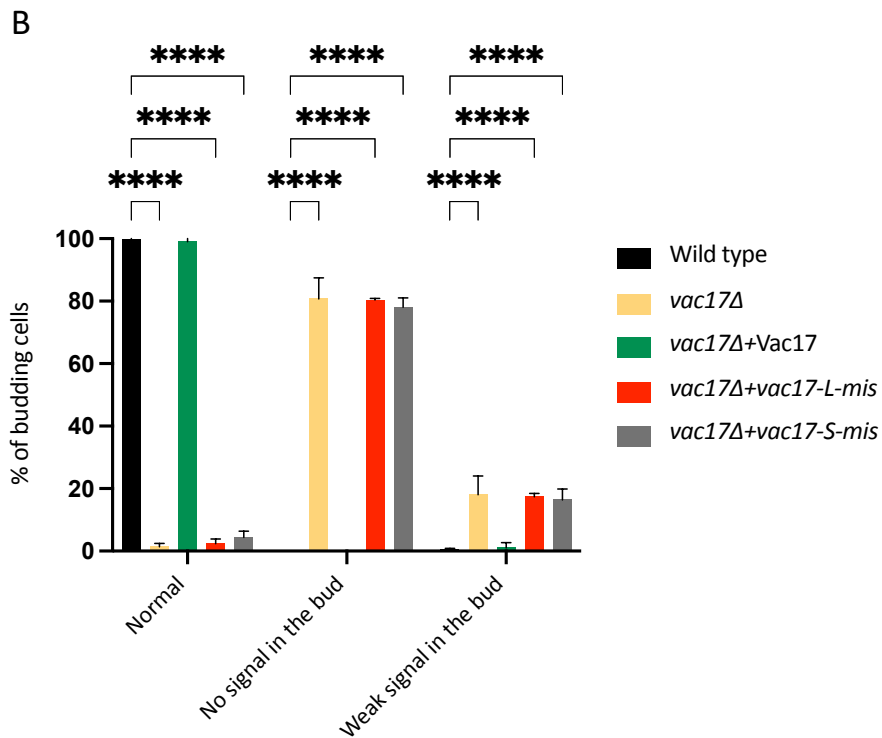 B
**** **** ****
**** **** ****
**** **** ****
% of budding cells
100
80
60
40
20
0
Normal
No signal in the bud
Weak signal in the bud
Wild type
vac17Δ
vac17Δ+Vac17
vac17Δ+vac17-L-mis
vac17Δ+vac17-S-mis